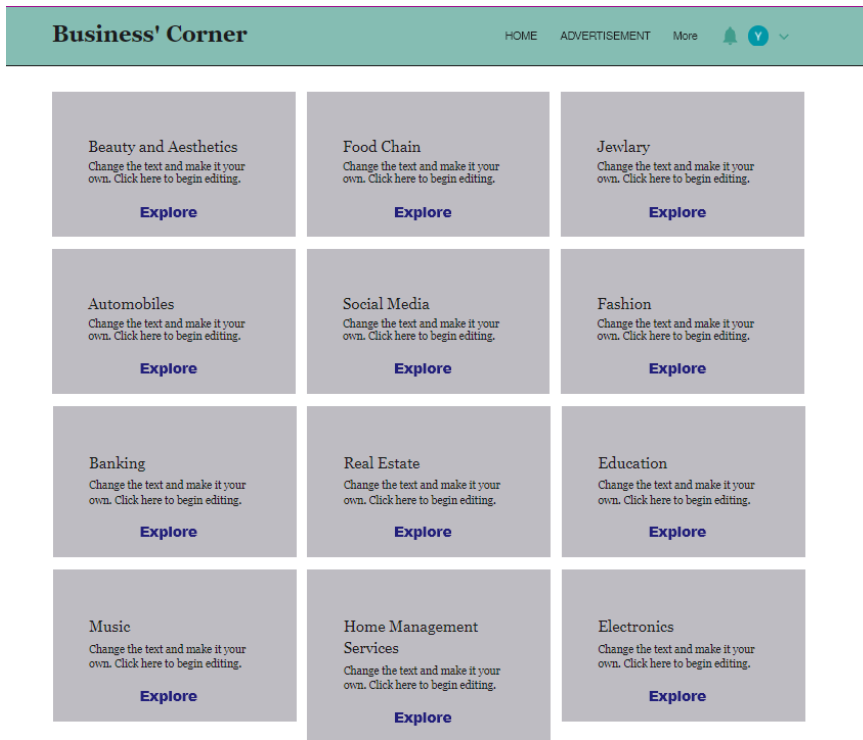 Business' Corner
HOME ADVERTISEMENT More Y
Beauty and Aesthetics
Change the text and make it your
own. Click here to begin editing.
Explore
Food Chain
Change the text and make it your
own. Click here to begin editing.
Explore
Jewlary
Change the text and make it your
own. Click here to begin editing.
Explore
Automobiles
Change the text and make it your
own. Click here to begin editing.
Explore
Social Media
Change the text and make it your
own. Click here to begin editing.
Explore
Fashion
Change the text and make it your
own. Click here to begin editing.
Explore
Banking
Change the text and make it your
own. Click here to begin editing.
Explore
Real Estate
Change the text and make it your
own. Click here to begin editing.
Explore
Education
Change the text and make it your
own. Click here to begin editing.
Explore
Music
Change the text and make it your
own. Click here to begin editing.
Explore
Home Management
Services
Change the text and make it your
own. Click here to begin editing.
Explore
Electronics
Change the text and make it your
own. Click here to begin editing.
Explore